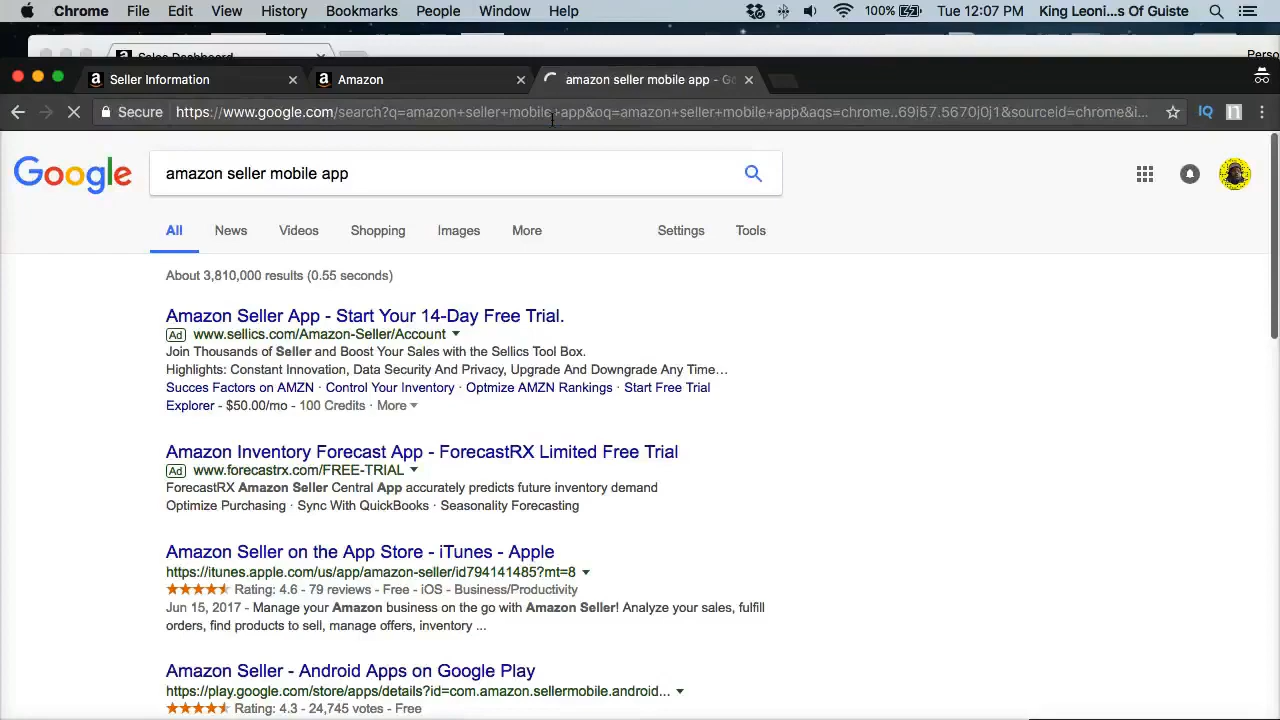 Chrome File Edit View History Bookmarks People Window Help 100% Tue 12:07 PM King Leoni...s Of Guiste
Sales Dashboard
Perso
Seller Information
Amazon
amazon seller mobile app - Go
Secure https://www.google.com/search?q=amazon+seller+mobile+app&oq=amazon+seller+mobile+app&aqs=chrome..69i57.5670j0j1&sourceid=chrome&i...
Google
amazon seller mobile app
All News Videos Shopping Images More Settings Tools
About 3,810,000 results (0.55 seconds)
Amazon Seller App - Start Your 14-Day Free Trial.
Ad www.sellics.com/Amazon-Seller/Account
Join Thousands of Seller and Boost Your Sales with the Sellics Tool Box.
Highlights: Constant Innovation, Data Security And Privacy, Upgrade And Downgrade Any Time…
Succes Factors on AMZN · Control Your Inventory · Optmize AMZN Rankings · Start Free Trial
Explorer - $50.00/mo - 100 Credits · More
Amazon Inventory Forecast App - ForecastRX Limited Free Trial
Ad www.forecastrx.com/FREE-TRIAL
ForecastRX Amazon Seller Central App accurately predicts future inventory demand
Optimize Purchasing · Sync With QuickBooks · Seasonality Forecasting
Amazon Seller on the App Store - iTunes - Apple
https://itunes.apple.com/us/app/amazon-seller/id794141485?mt=8
Rating: 4.6 - 79 reviews - Free - iOS - Business/Productivity
Jun 15, 2017 - Manage your Amazon business on the go with Amazon Seller! Analyze your sales, fulfill
orders, find products to sell, manage offers, inventory ...
Amazon Seller - Android Apps on Google Play
https://play.google.com/store/apps/details?id=com.amazon.sellermobile.android...
Rating: 4.3 - 24,745 votes - Free